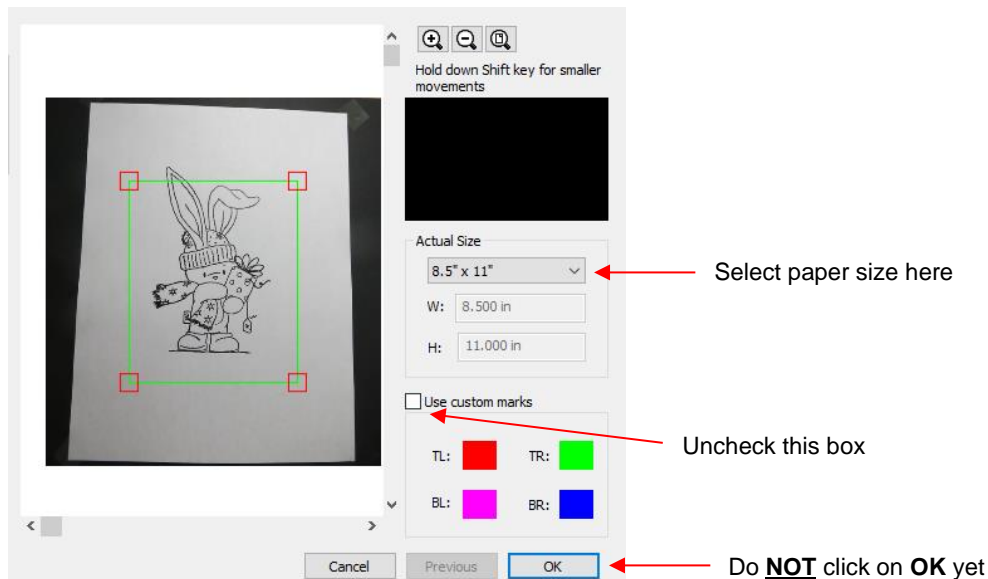 Hold down Shift key for smaller
movements
Actual Size
8.5" x 11"
Select paper size here
W: 8.500 in
H: 11.000 in
Use custom marks
Uncheck this box
TL: TR:
BL: BR:
Cancel Previous OK
Do NOT click on OK yet